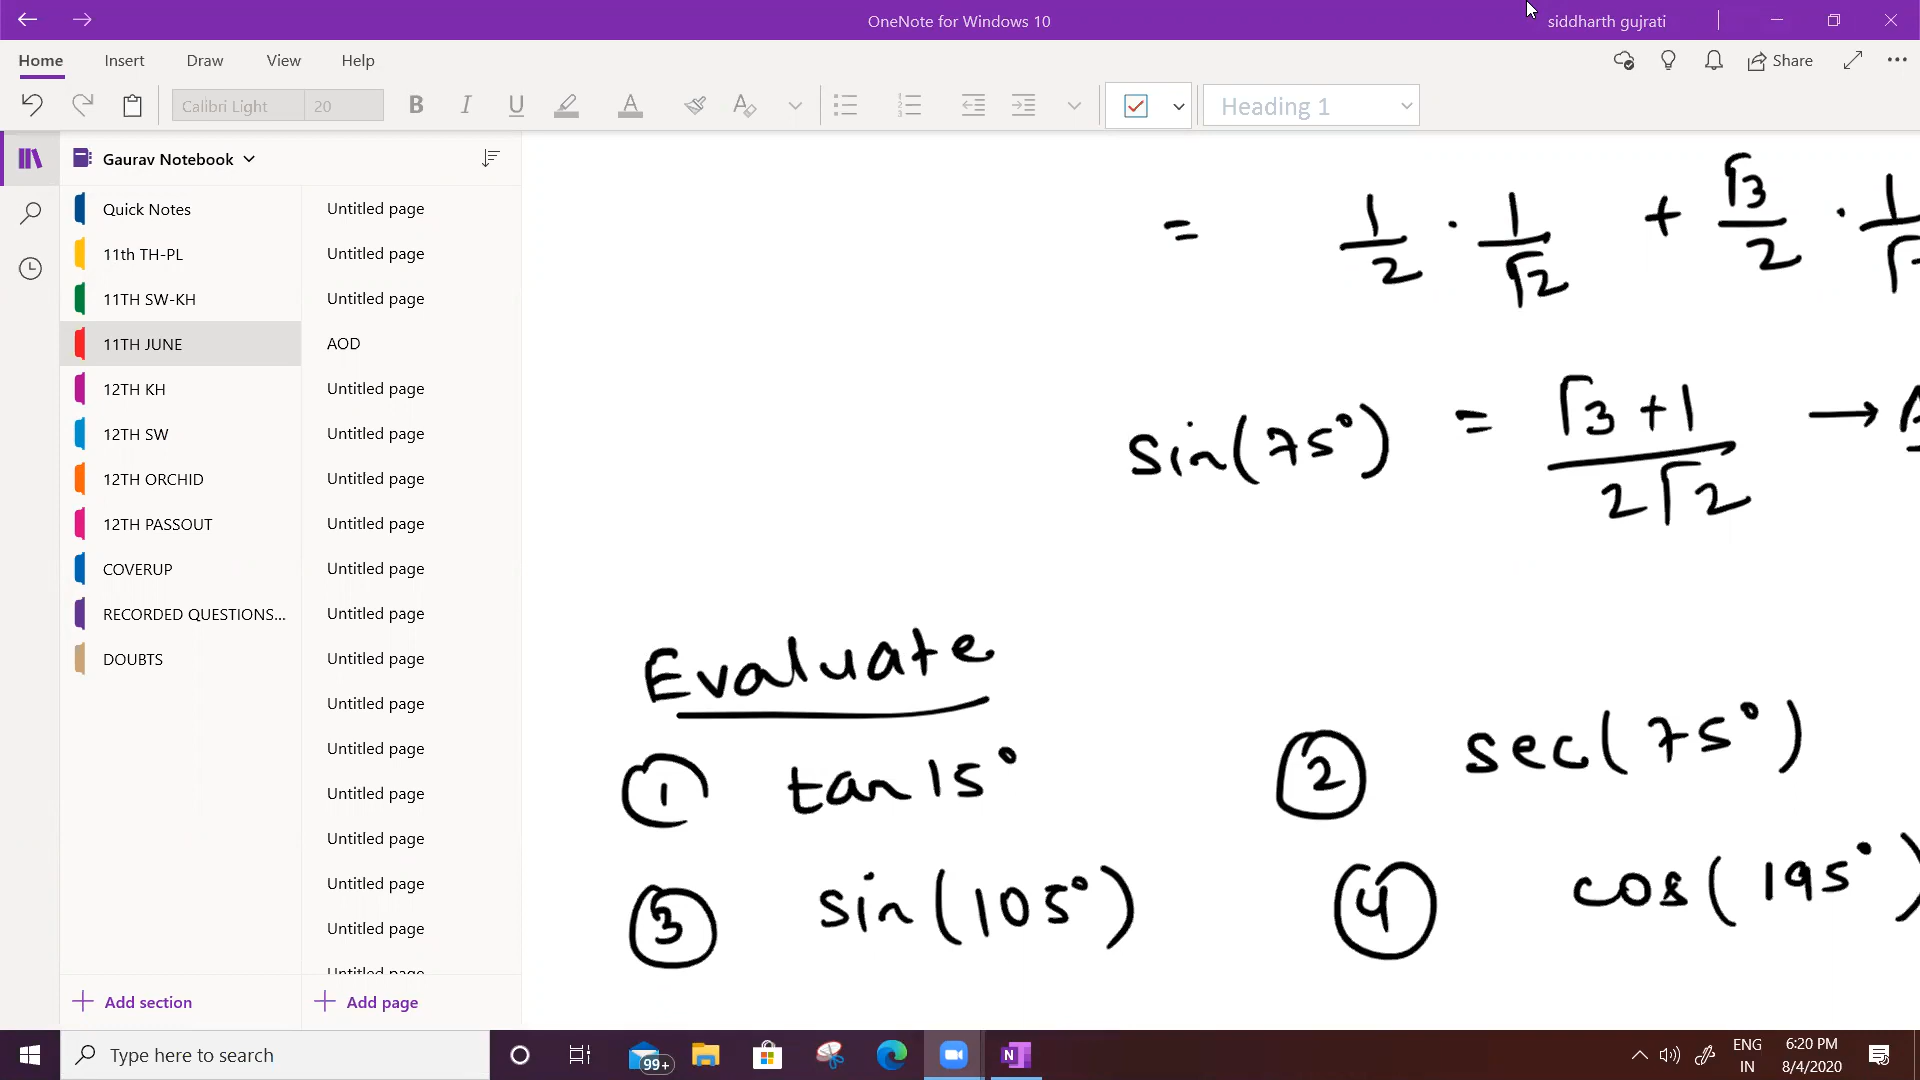 OneNote for Windows 10
siddharth gujrati
Home Insert Draw View Help
Share
Calibri Light 20
B I U A
Heading 1
Gaurav Notebook
Quick Notes
11th TH-PL
11TH SW-KH
11TH JUNE
12TH KH
12TH SW
12TH ORCHID
12TH PASSOUT
COVERUP
RECORDED QUESTIONS...
DOUBTS
Untitled page
Untitled page
Untitled page
AOD
Untitled page
Untitled page
Untitled page
Untitled page
Untitled page
Untitled page
Untitled page
Untitled page
Untitled page
Untitled page
Untitled page
Untitled page
Untitled page
Untitled page
= 1/2 · 1/√2 + √3/2 · 1/√
sin(75°) = √3+1/2√2 →
Evaluate
① tan 15° ② sec(75°)
③ sin(105°) ④ cos(195°)
Add section
Add page
Type here to search
99+
ENG
IN
6:20 PM
8/4/2020